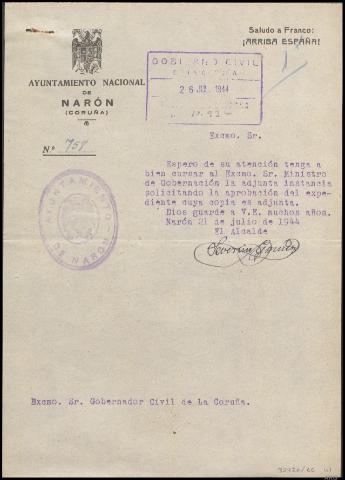 Saludo a Franco:
¡ARRIBA ESPAÑA!
AYUNTAMIENTO NACIONAL
DE
NARÓN
(CORUÑA)
GOBIERNO CIVIL
26 JUL. 1944
Nº 758
Excmo. Sr.
Espero de su atención tenga a
bien cursar al Excmo. Sr. Ministro
de Gobernación la adjunta instancia
solicitando la aprobación del expe-
diente cuya copia es adjunta.
Dios guarde a V.E. muchos años.
Narón 21 de julio de 1944
El Alcalde
Severin
AYUNTAMIENTO
DE NARON
Excmo. Sr. Gobernador Civil de La Coruña.